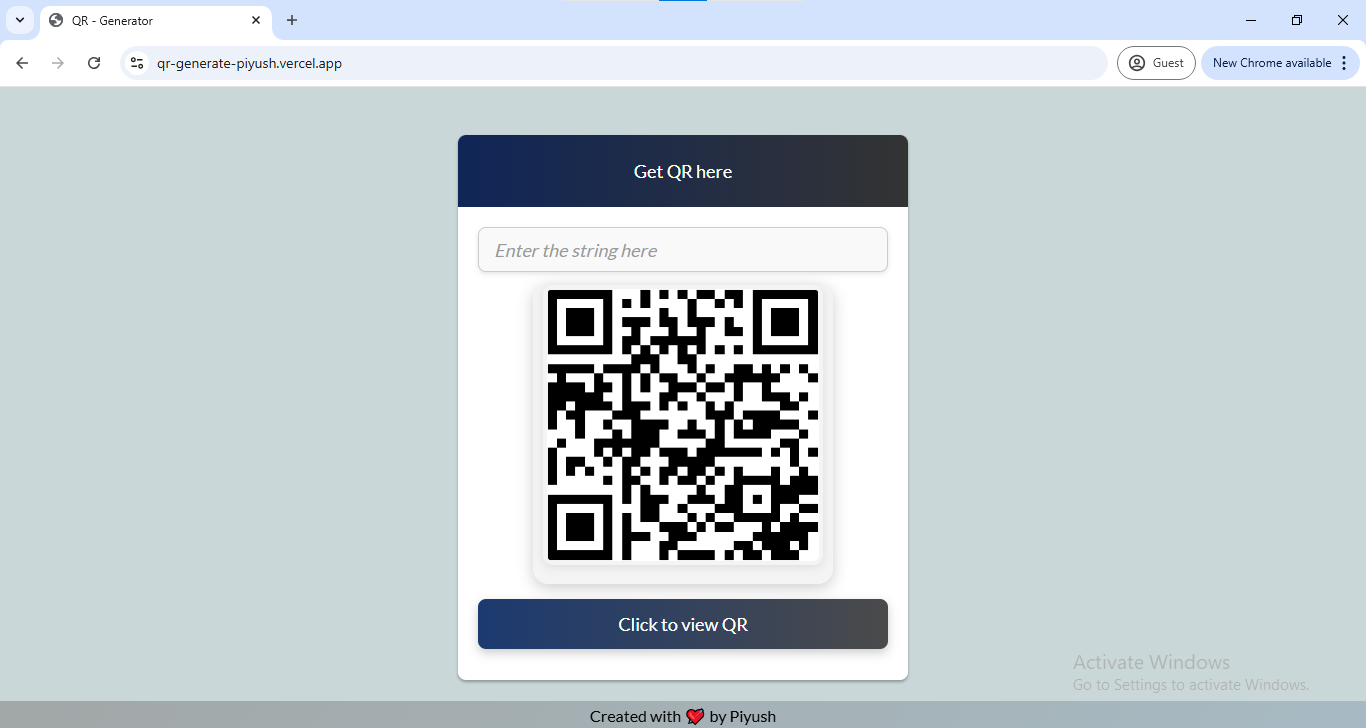 QR - Generator
qr-generate-piyush.vercel.app
Guest
New Chrome available
Get QR here
Enter the string here
Click to view QR
Activate Windows
Go to Settings to activate Windows.
Created with ❤️ by Piyush